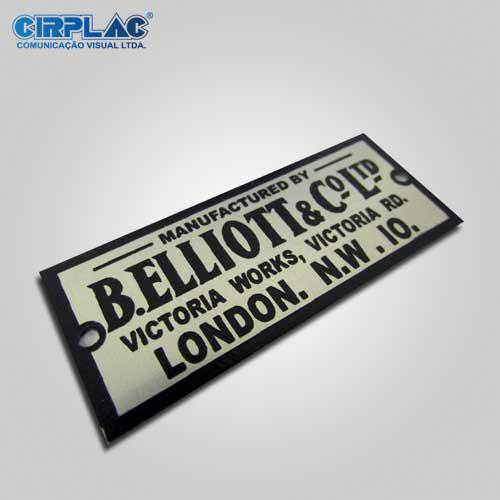 CIRPLAC®
COMUNICAÇÃO VISUAL LTDA.
MANUFACTURED BY
B.ELLIOTT & CO. LTD
VICTORIA WORKS, VICTORIA RD.
LONDON. N.W.10.